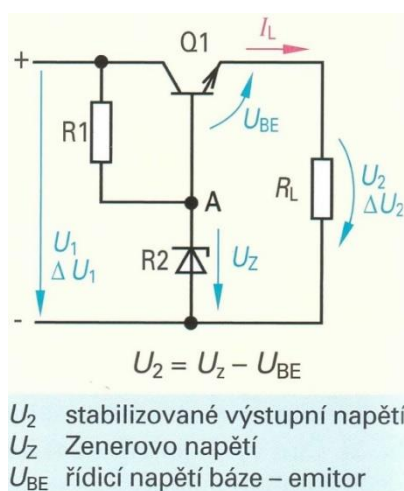 Q1
I_L
+
R1
U_BE
A
R_L
U_2
ΔU_2
U_1
ΔU_1
R2
U_Z
-
U_2 = U_z – U_BE
U_2 stabilizované výstupní napětí
U_Z Zenerovo napětí
U_BE řídicí napětí báze – emitor